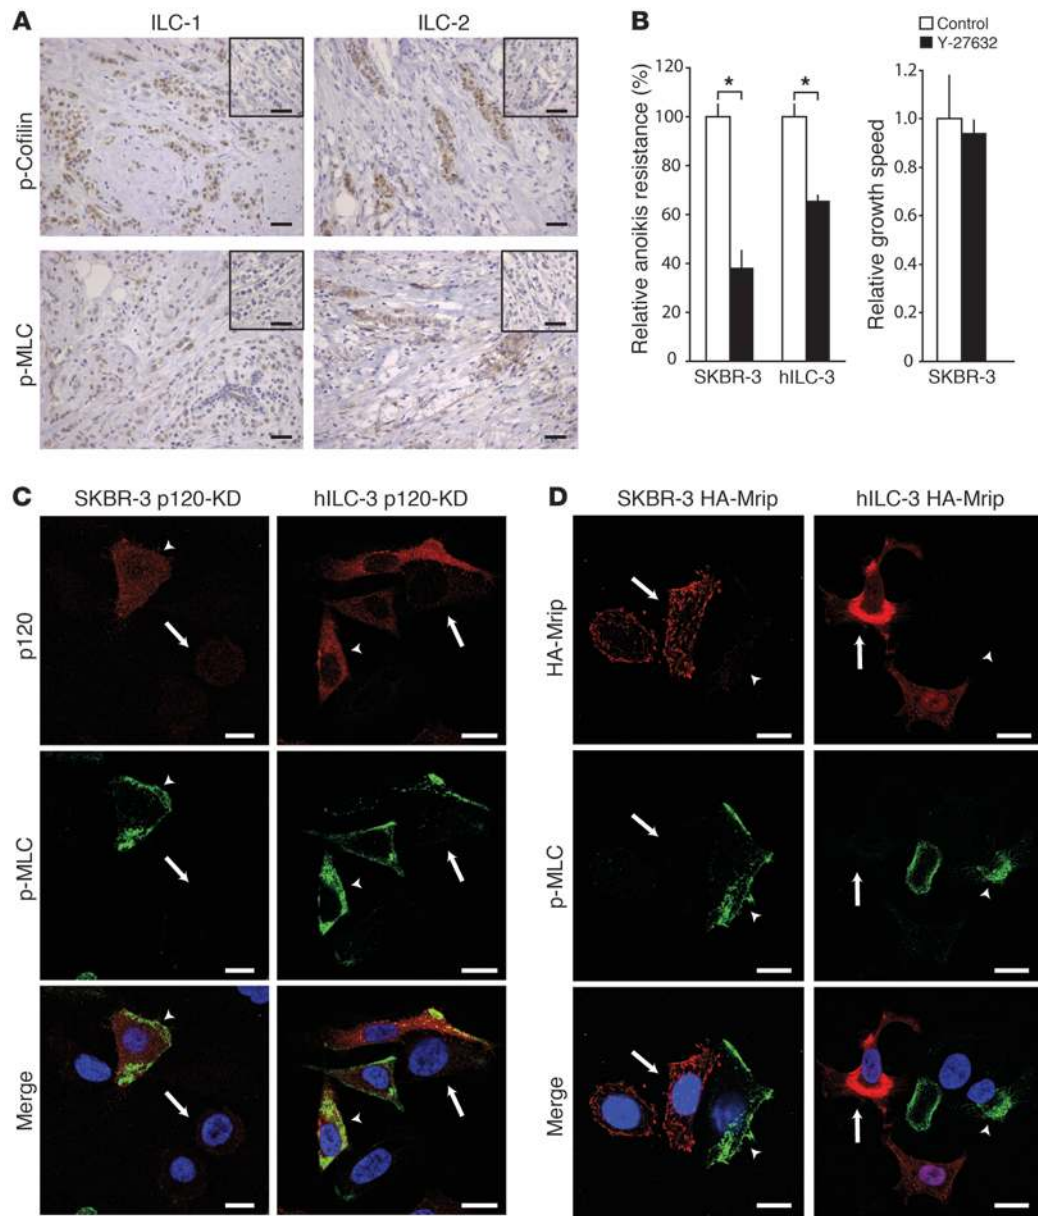 A
ILC-1
ILC-2
p-Cofilin
p-MLC
B
Control
Y-27632
Relative anoikis resistance (%)
120
100
80
60
40
20
0
*
*
SKBR-3
hILC-3
Relative growth speed
1.2
1.0
0.8
0.6
0.4
0.2
0
SKBR-3
C
SKBR-3 p120-KD
hILC-3 p120-KD
p120
p-MLC
Merge
D
SKBR-3 HA-Mrip
hILC-3 HA-Mrip
HA-Mrip
p-MLC
Merge